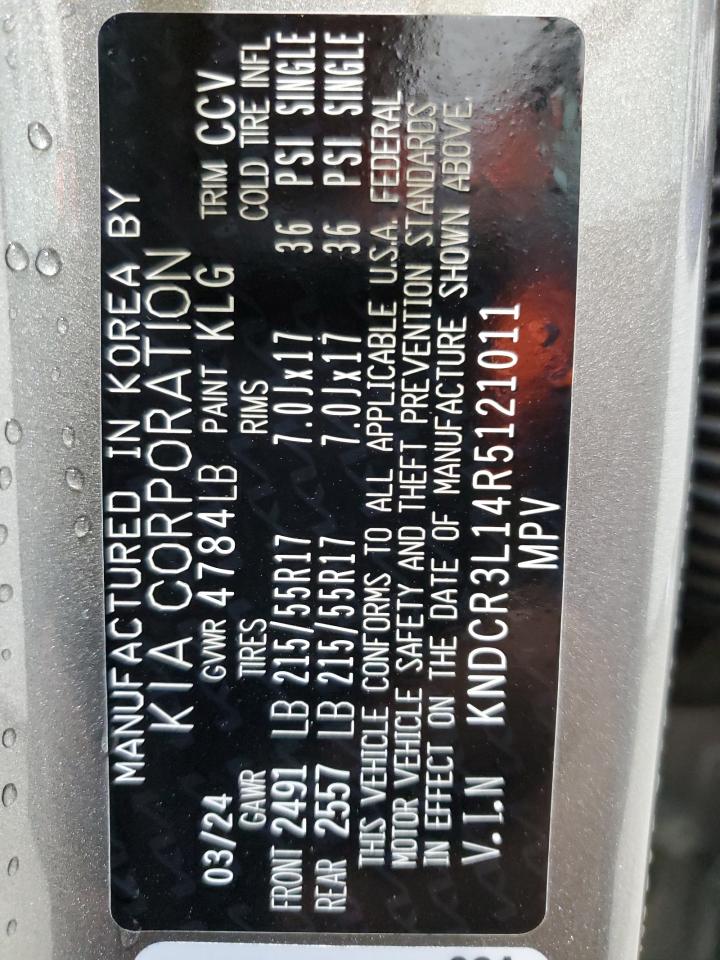 MANUFACTURED IN KOREA BY
KIA CORPORATION
03/24 GVWR 4784LB PAINT KLG TRIM CCV
GAWR TIRES RIMS COLD TIRE INFL
FRONT 2491 LB 215/55R17 7.0Jx17 36 PSI SINGLE
REAR 2557 LB 215/55R17 7.0Jx17 36 PSI SINGLE
THIS VEHICLE CONFORMS TO ALL APPLICABLE U.S.A. FEDERAL
MOTOR VEHICLE SAFETY AND THEFT PREVENTION STANDARDS
IN EFFECT ON THE DATE OF MANUFACTURE SHOWN ABOVE.
V.I.N KNDCR3L14R5121011
MPV